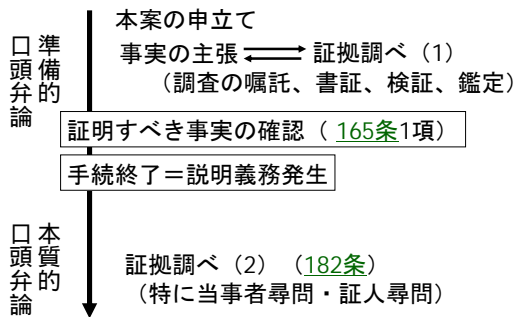 準備的
口頭弁論
本案の申立て
事実の主張 証拠調べ（1）
（調査の嘱託、書証、検証、鑑定）
証明すべき事実の確認（ 165条1項）
手続終了＝説明義務発生
本質的
口頭弁論
証拠調べ（2）（182条）
（特に当事者尋問・証人尋問）